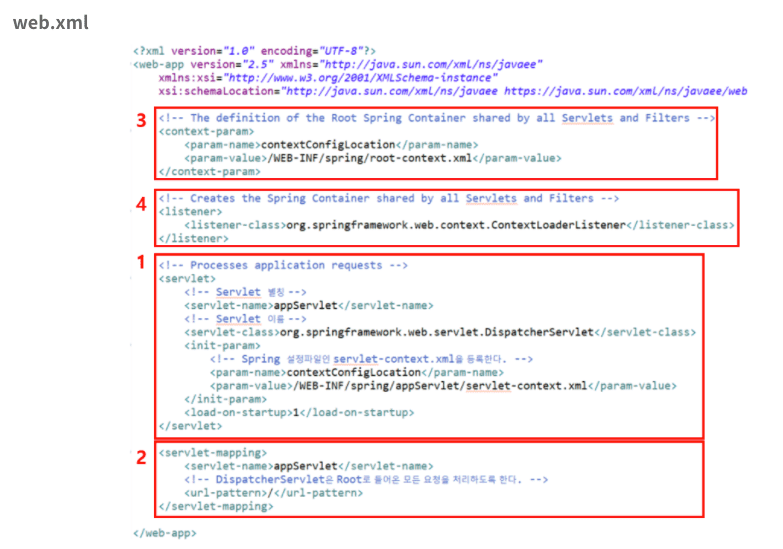 web.xml
<?xml version="1.0" encoding="UTF-8"?>
<web-app version="2.5" xmlns="http://java.sun.com/xml/ns/javaee"
xmlns:xsi="http://www.w3.org/2001/XMLSchema-instance"
xsi:schemaLocation="http://java.sun.com/xml/ns/javaee https://java.sun.com/xml/ns/javaee/web
3
<!-- The definition of the Root Spring Container shared by all Servlets and Filters -->
<context-param>
<param-name>contextConfigLocation</param-name>
<param-value>/WEB-INF/spring/root-context.xml</param-value>
</context-param>
4
<!-- Creates the Spring Container shared by all Servlets and Filters -->
<listener>
<listener-class>org.springframework.web.context.ContextLoaderListener</listener-class>
</listener>
1
<!-- Processes application requests -->
<servlet>
<!-- Servlet 별칭 -->
<servlet-name>appServlet</servlet-name>
<!-- Servlet 이름 -->
<servlet-class>org.springframework.web.servlet.DispatcherServlet</servlet-class>
<init-param>
<!-- Spring 설정파일인 servlet-context.xml을 등록한다. -->
<param-name>contextConfigLocation</param-name>
<param-value>/WEB-INF/spring/appServlet/servlet-context.xml</param-value>
</init-param>
<load-on-startup>1</load-on-startup>
</servlet>
2
<servlet-mapping>
<servlet-name>appServlet</servlet-name>
<!-- DispatcherServlet은 Root로 들어온 모든 요청을 처리하도록 한다. -->
<url-pattern>/</url-pattern>
</servlet-mapping>
</web-app>